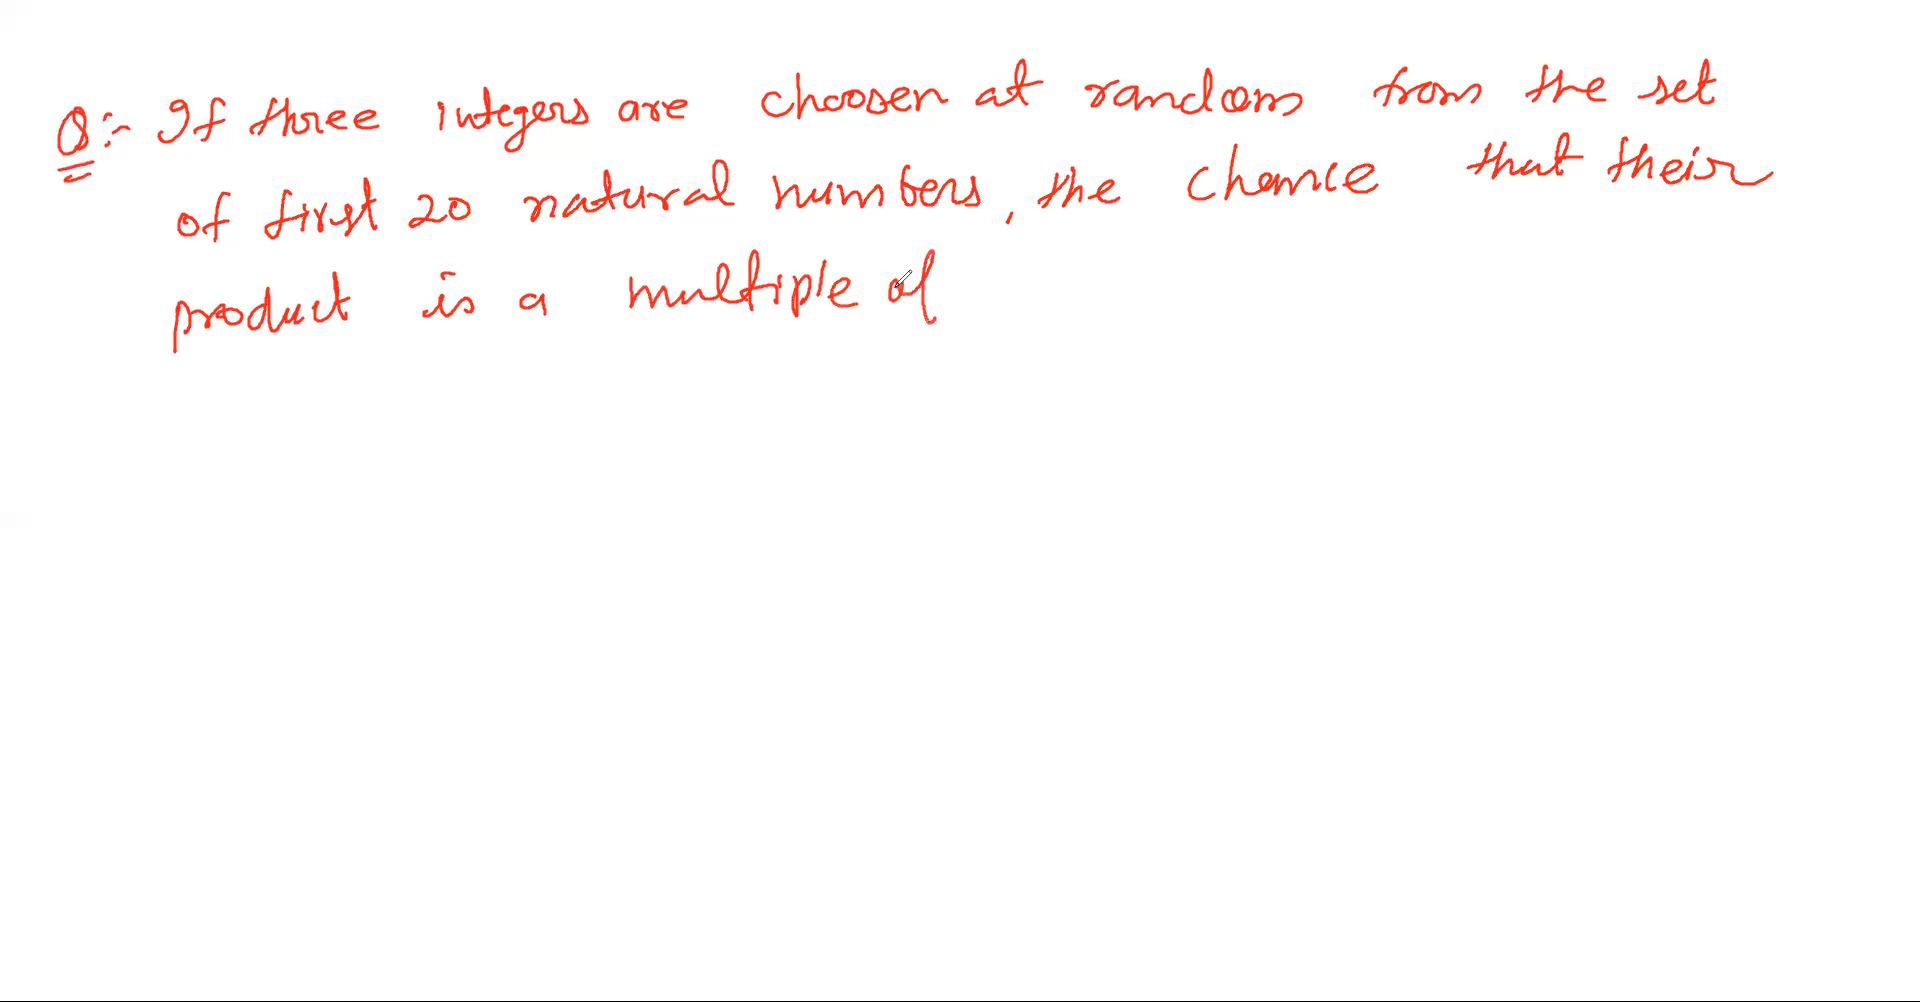 Q:- If three integers are choosen at random from the set
of first 20 natural numbers, the chance that their
product is a multiple of